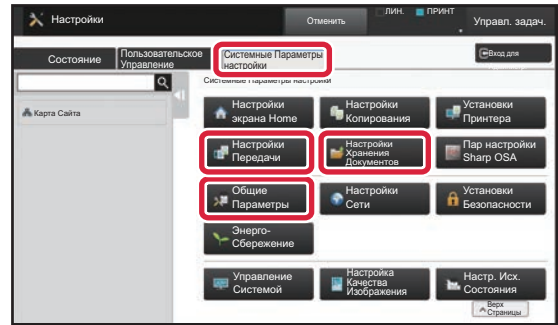 Настройки
Отменить
ЛИН.
ПРИНТ
Управл. задач.
Состояние
Пользовательское
Управление
Системные Параметры
настройки
Вход для
Системные Параметры настройки
Карта Сайта
Настройки
экрана Home
Настройки
Копирования
Установки
Принтера
Настройки
Передачи
Настройки
Хранения
Документов
Пар настройки
Sharp OSA
Общие
Параметры
Настройки
Сети
Установки
Безопасности
Энерго-
Сбережение
Управление
Системой
Настройка
Качества
Изображения
Настр. Исх.
Состояния
Верх
Страницы